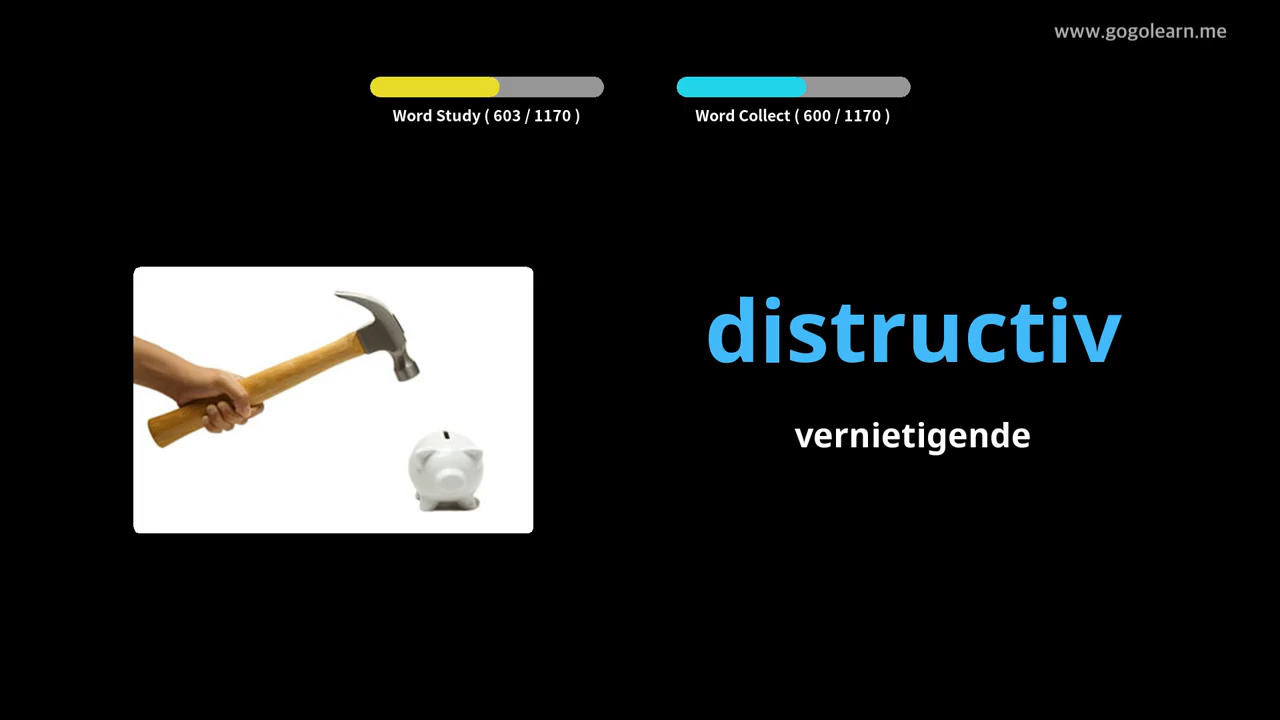 www.gogolearn.me
Word Study ( 603 / 1170 )
Word Collect ( 600 / 1170 )
distructiv
vernietigende